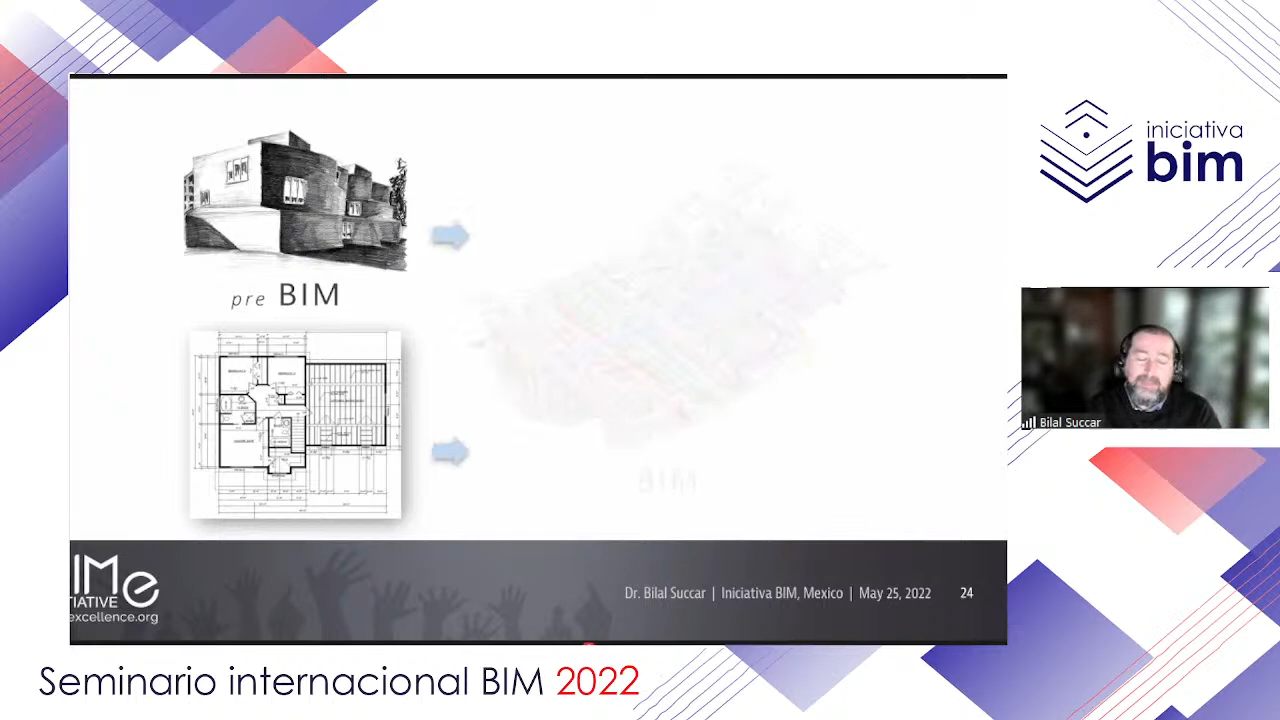 iniciativa
bim
pre BIM
BIM
Bilal Succar
IMe
TIATIVE
excellence.org
Dr. Bilal Succar | Iniciativa BIM, Mexico | May 25, 2022 24
Seminario internacional BIM 2022